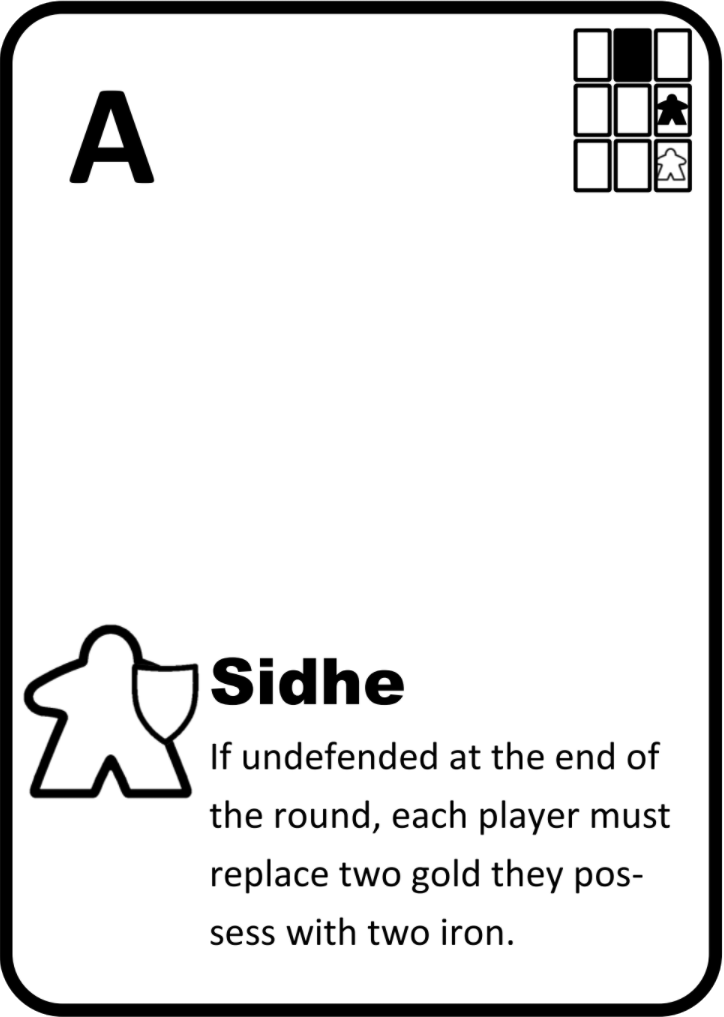 A
Sidhe
If undefended at the end of
the round, each player must
replace two gold they pos-
sess with two iron.